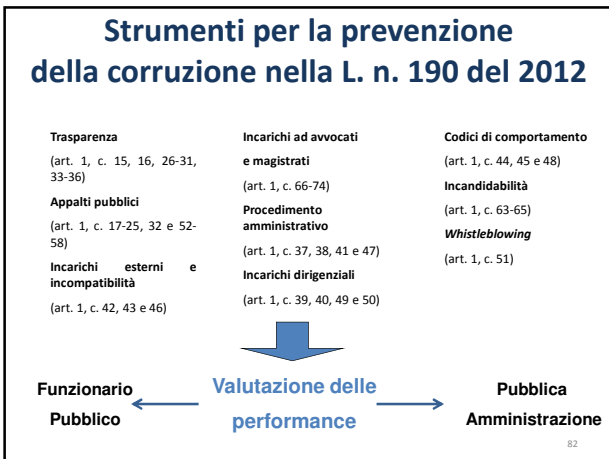 Strumenti per la prevenzione
della corruzione nella L. n. 190 del 2012
Trasparenza
(art. 1, c. 15, 16, 26-31,
33-36)
Appalti pubblici
(art. 1, c. 17-25, 32 e 52-
58)
Incarichi esterni e
incompatibilità
(art. 1, c. 42, 43 e 46)
Incarichi ad avvocati
e magistrati
(art. 1, c. 66-74)
Procedimento
amministrativo
(art. 1, c. 37, 38, 41 e 47)
Incarichi dirigenziali
(art. 1, c. 39, 40, 49 e 50)
Codici di comportamento
(art. 1, c. 44, 45 e 48)
Incandidabilità
(art. 1, c. 63-65)
Whistleblowing
(art. 1, c. 51)
Funzionario
Pubblico
Valutazione delle
performance
Pubblica
Amministrazione
82